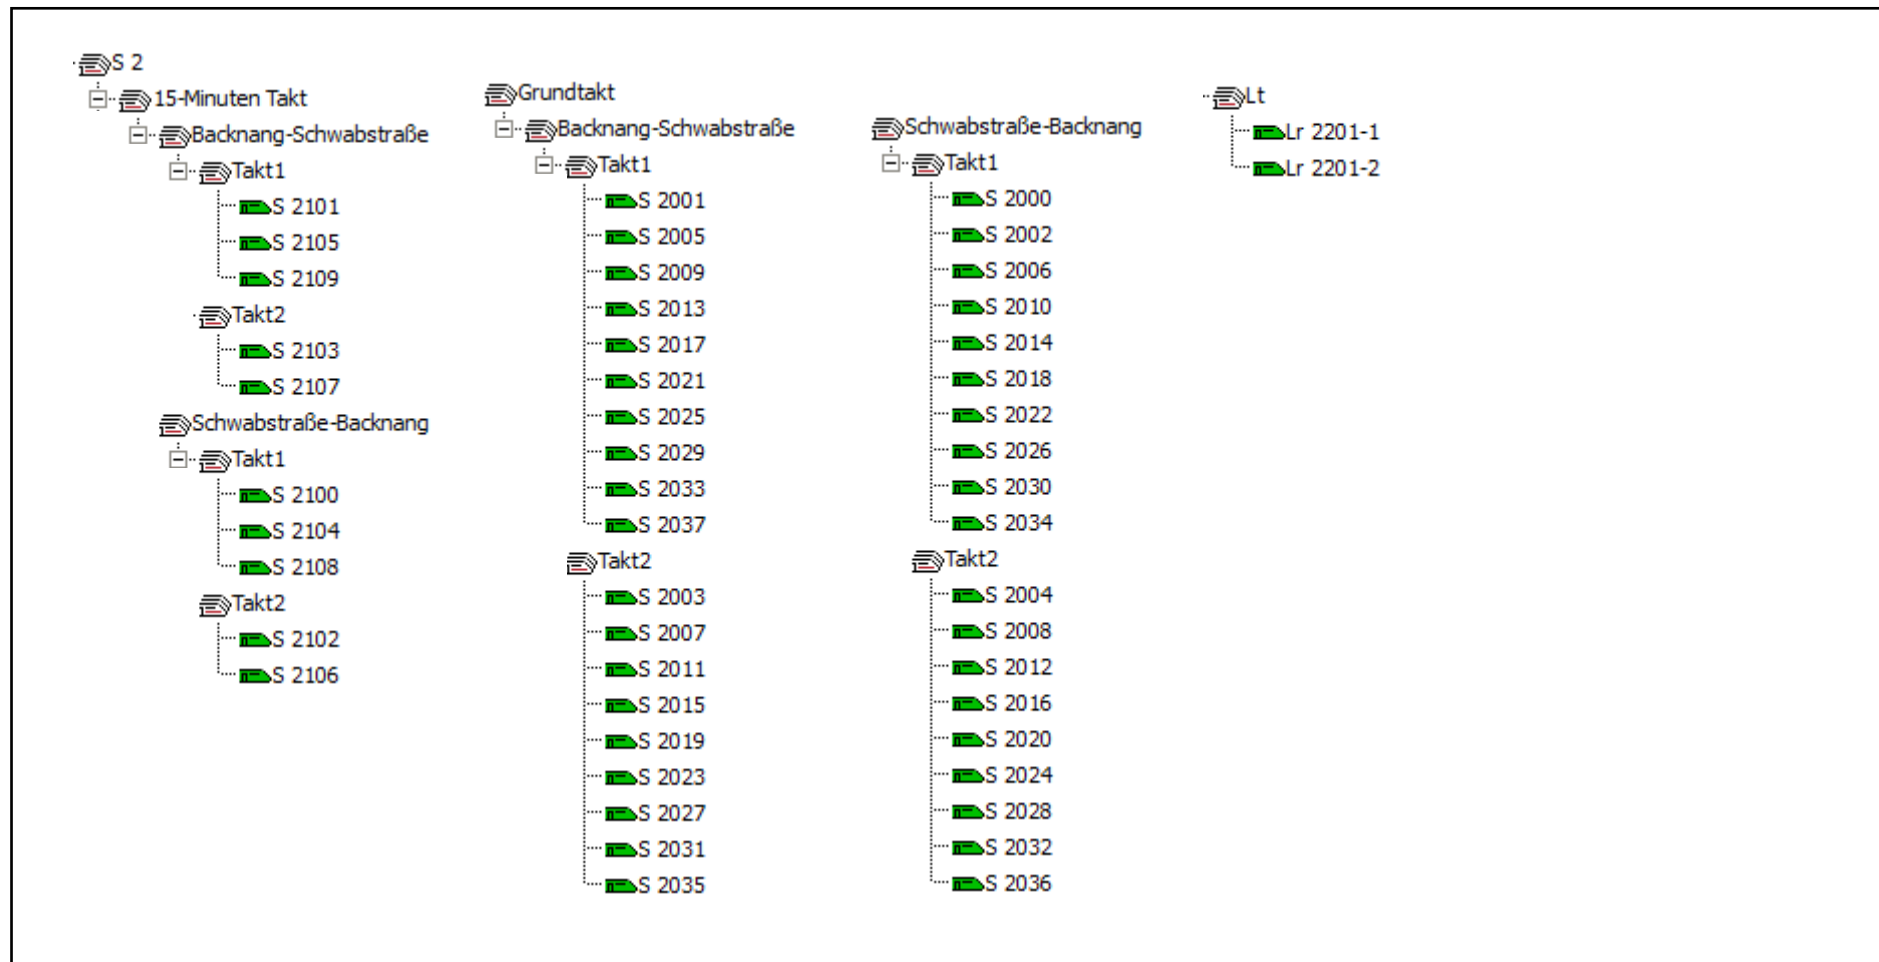 S 2
15-Minuten Takt
Backnang-Schwabstraße
Takt1
S 2101
S 2105
S 2109
Takt2
S 2103
S 2107
Schwabstraße-Backnang
Takt1
S 2100
S 2104
S 2108
Takt2
S 2102
S 2106
Grundtakt
Backnang-Schwabstraße
Takt1
S 2001
S 2005
S 2009
S 2013
S 2017
S 2021
S 2025
S 2029
S 2033
S 2037
Takt2
S 2003
S 2007
S 2011
S 2015
S 2019
S 2023
S 2027
S 2031
S 2035
Schwabstraße-Backnang
Takt1
S 2000
S 2002
S 2006
S 2010
S 2014
S 2018
S 2022
S 2026
S 2030
S 2034
Takt2
S 2004
S 2008
S 2012
S 2016
S 2020
S 2024
S 2028
S 2032
S 2036
Lt
Lr 2201-1
Lr 2201-2